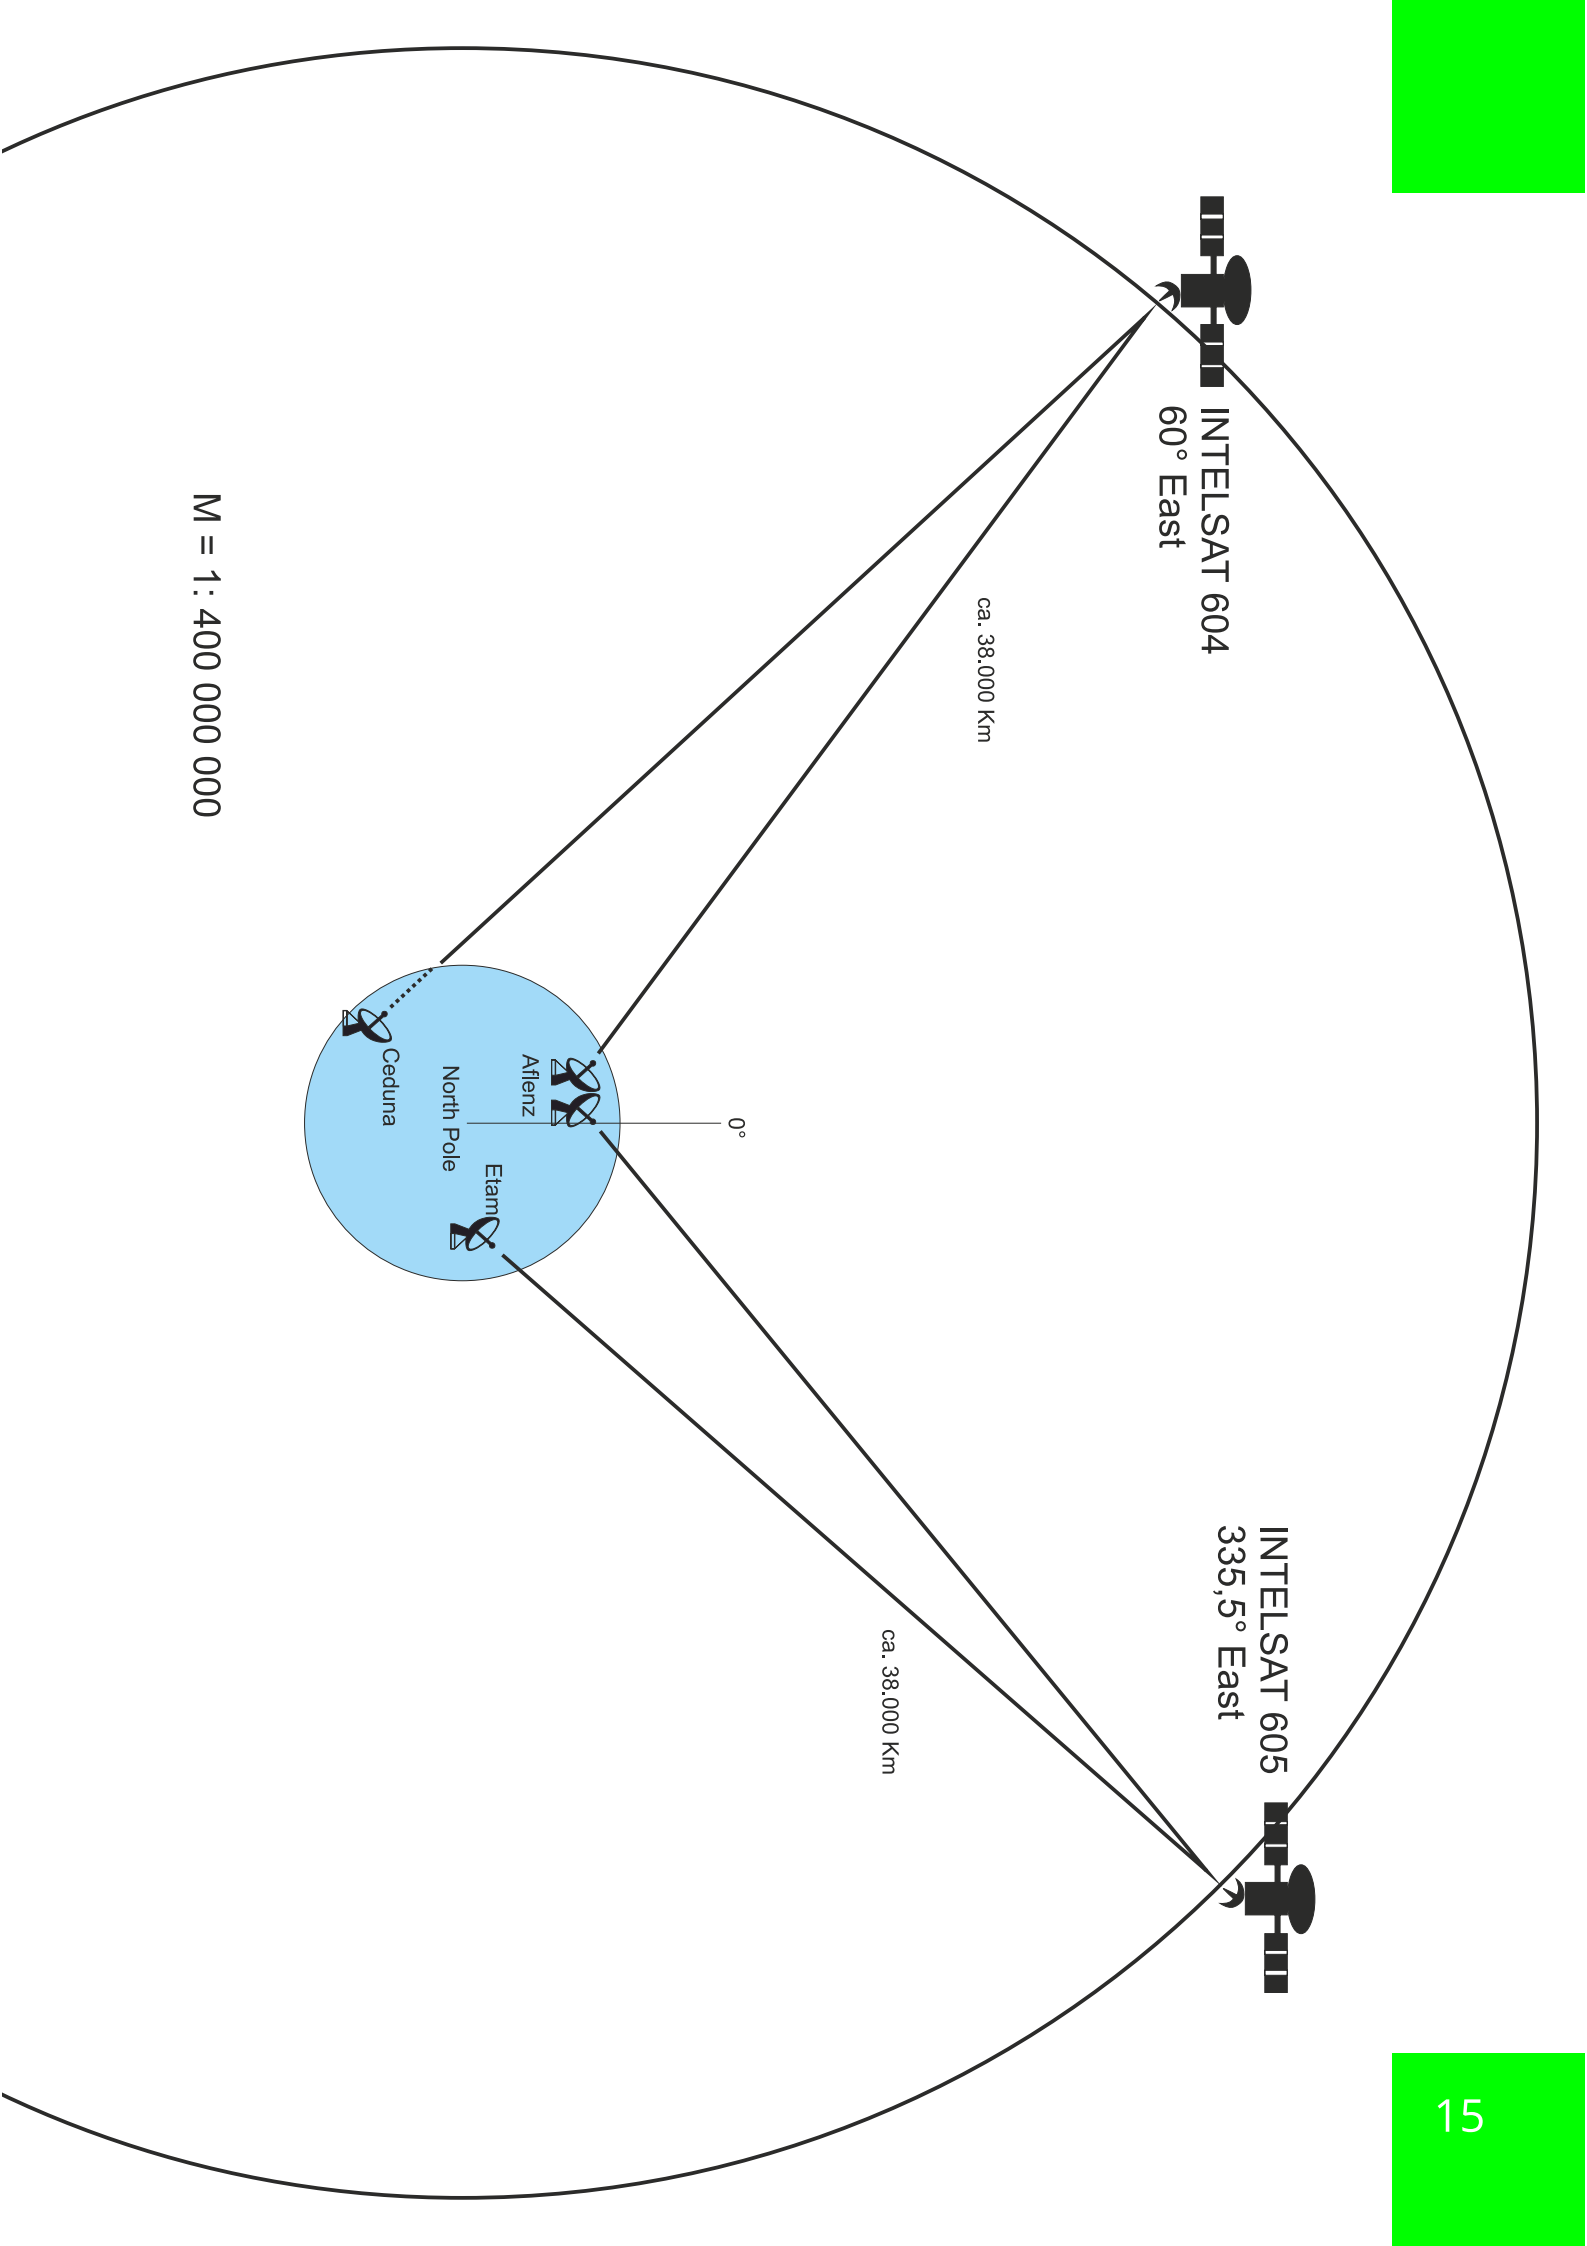 INTELSAT 604
60° East
INTELSAT 605
335,5° East
ca. 38.000 Km
ca. 38.000 Km
0°
Aflenz
Etam
North Pole
Ceduna
M = 1: 400 000 000
15